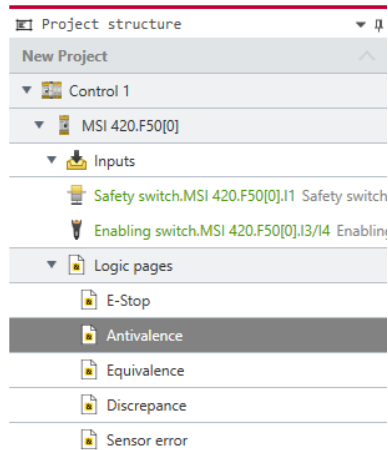 Project structure
New Project
Control 1
MSI 420.F50[0]
Inputs
Safety switch.MSI 420.F50[0].I1 Safety switch
Enabling switch.MSI 420.F50[0].I3/I4 Enabling
Logic pages
E-Stop
Antivalence
Equivalence
Discrepance
Sensor error